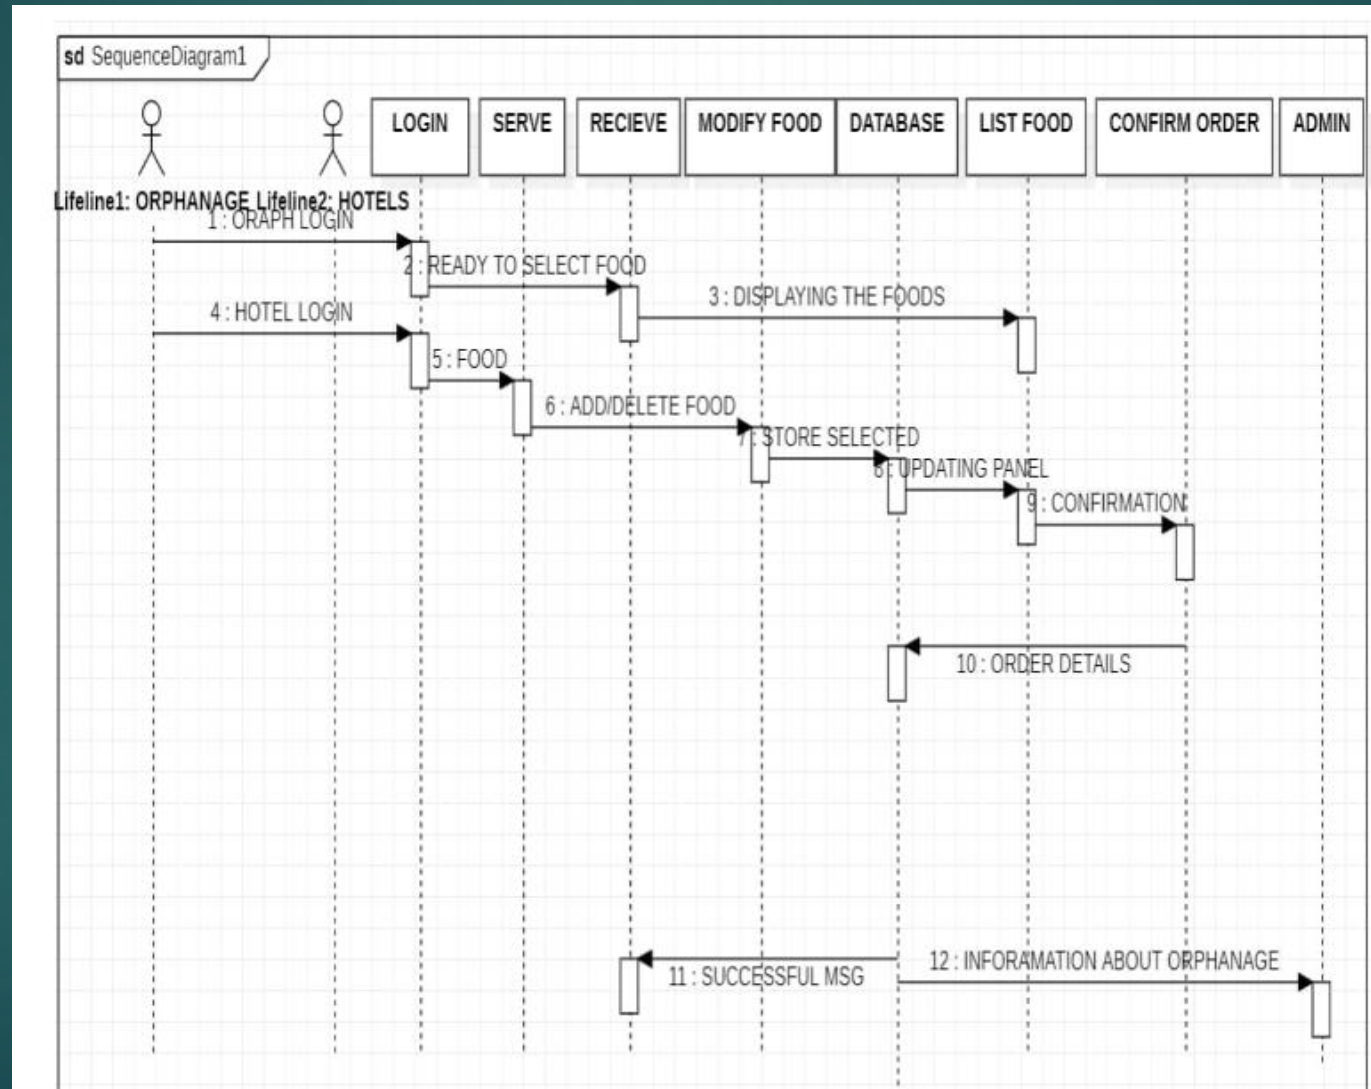 sd SequenceDiagram1
LOGIN
SERVE
RECIEVE
MODIFY FOOD
DATABASE
LIST FOOD
CONFIRM ORDER
ADMIN
Lifeline1: ORPHANAGE
Lifeline2: HOTELS
1 : ORAPH LOGIN
2 : READY TO SELECT FOOD
3 : DISPLAYING THE FOODS
4 : HOTEL LOGIN
5 : FOOD
6 : ADD/DELETE FOOD
7 : STORE SELECTED
8 : UPDATING PANEL
9 : CONFIRMATION
10 : ORDER DETAILS
11 : SUCCESSFUL MSG
12 : INFORAMATION ABOUT ORPHANAGE